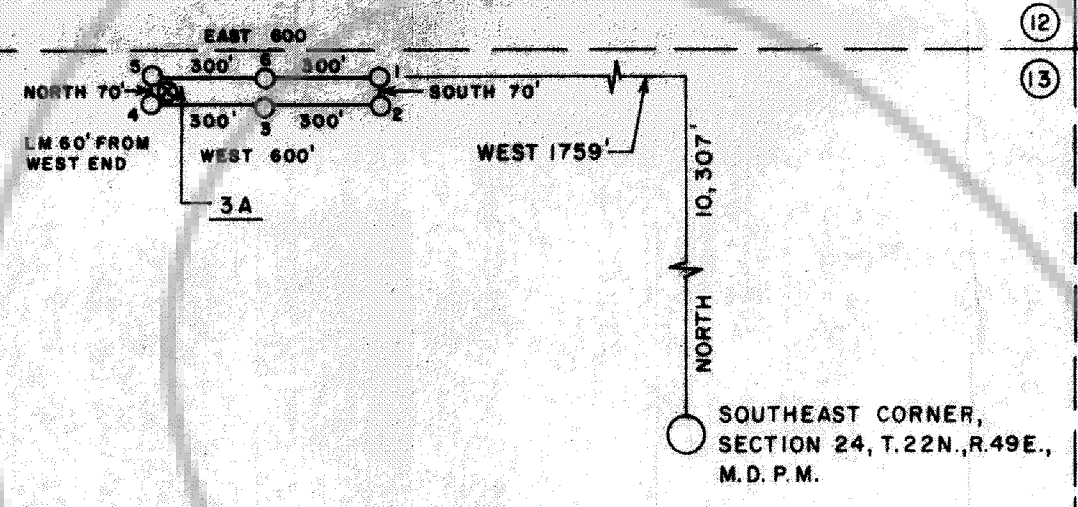 12
EAST 600
5
300'
6
300'
1
13
NORTH 70'
SOUTH 70'
4
300'
3
300'
2
LM 60' FROM
WEST END
WEST 600'
WEST 1759'
10,307'
3A
NORTH
SOUTHEAST CORNER,
SECTION 24, T.22N.,R.49E.,
M.D.P.M.